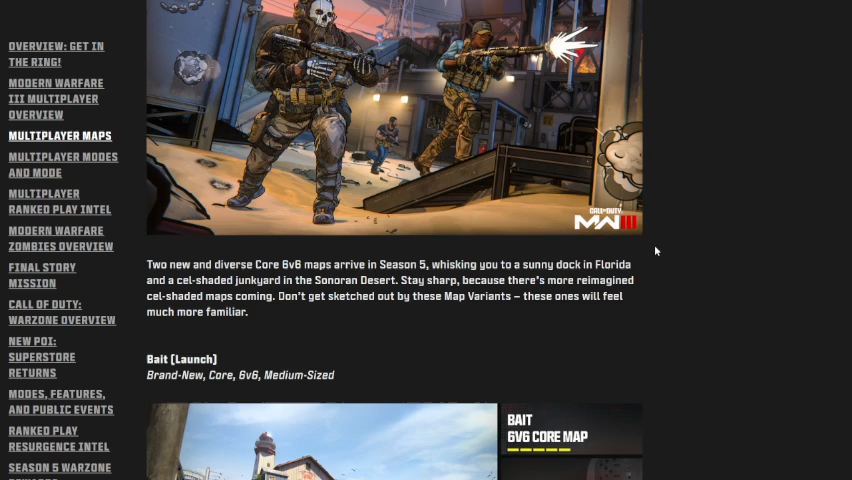 OVERVIEW: GET IN
THE RING!
MODERN WARFARE
III MULTIPLAYER
OVERVIEW
MULTIPLAYER MAPS
MULTIPLAYER MODES
AND MODE
MULTIPLAYER
RANKED PLAY INTEL
MODERN WARFARE
ZOMBIES OVERVIEW
FINAL STORY
MISSION
CALL OF DUTY:
WARZONE OVERVIEW
NEW POI:
SUPERSTORE
RETURNS
MODES, FEATURES,
AND PUBLIC EVENTS
RANKED PLAY
RESURGENCE INTEL
SEASON 5 WARZONE
CALL OF DUTY
MWIII
Two new and diverse Core 6v6 maps arrive in Season 5, whisking you to a sunny dock in Florida
and a cel-shaded junkyard in the Sonoran Desert. Stay sharp, because there's more reimagined
cel-shaded maps coming. Don't get sketched out by these Map Variants – these ones will feel
much more familiar.
Bait (Launch)
Brand-New, Core, 6v6, Medium-Sized
BAIT
6V6 CORE MAP